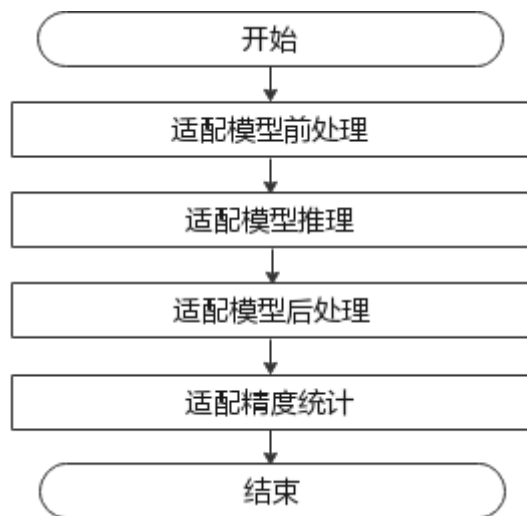 开始
适配模型前处理
适配模型推理
适配模型后处理
适配精度统计
结束